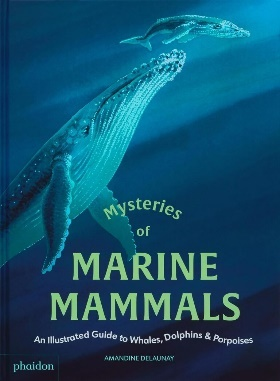 Mysteries
of
MARINE
MAMMALS
An Illustrated Guide to Whales, Dolphins & Porpoises
AMANDINE DELAUNAY
phaidon